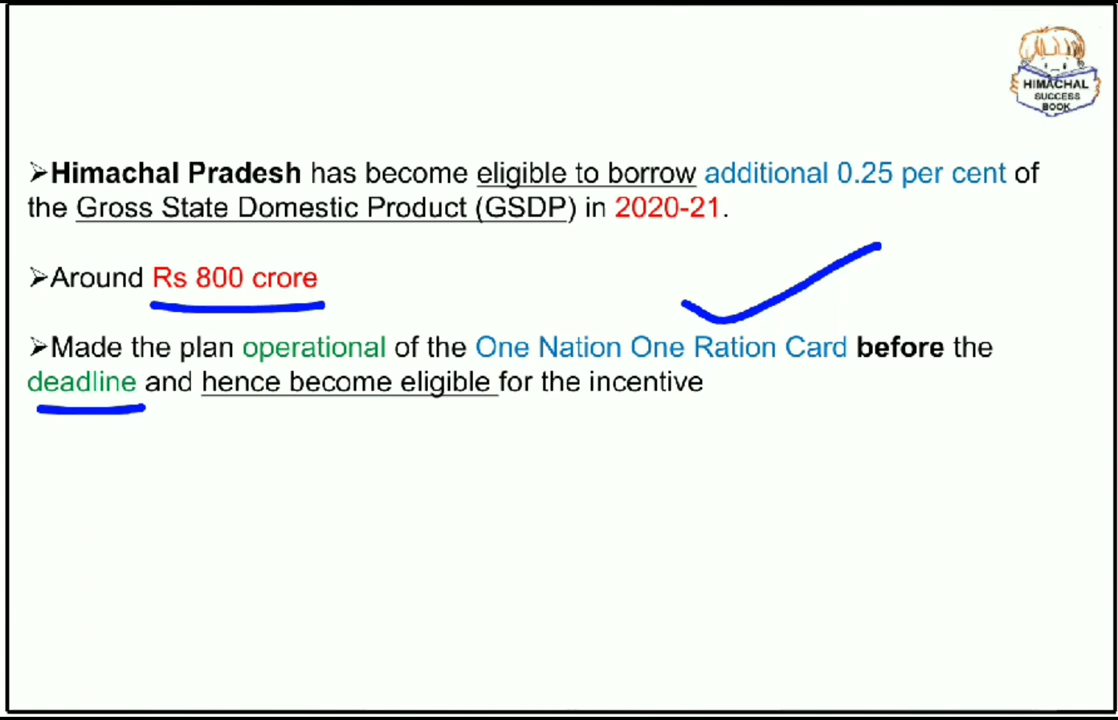 HIMACHAL
SUCCESS
BOOK
➢Himachal Pradesh has become eligible to borrow additional 0.25 per cent of
the Gross State Domestic Product (GSDP) in 2020-21.
➢Around Rs 800 crore
➢Made the plan operational of the One Nation One Ration Card before the
deadline and hence become eligible for the incentive